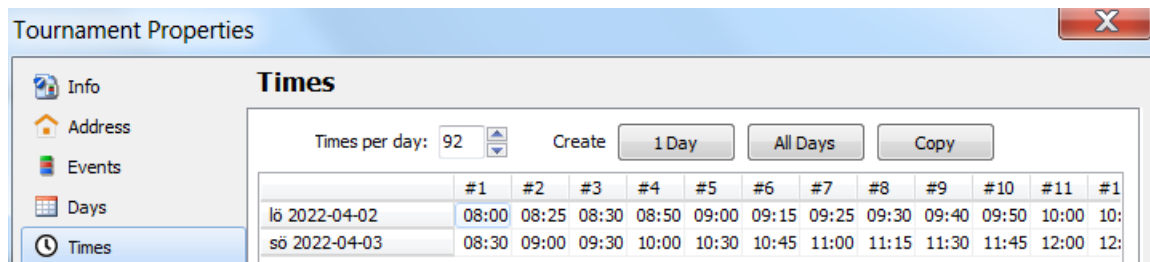 Tournament Properties
Info
Address
Events
Days
Times
Times
Times per day: 92 Create 1 Day All Days Copy
#1 #2 #3 #4 #5 #6 #7 #8 #9 #10 #11 #1
lö 2022-04-02 08:00 08:25 08:30 08:50 09:00 09:15 09:25 09:30 09:40 09:50 10:00 10:
sö 2022-04-03 08:30 09:00 09:30 10:00 10:30 10:45 11:00 11:15 11:30 11:45 12:00 12: